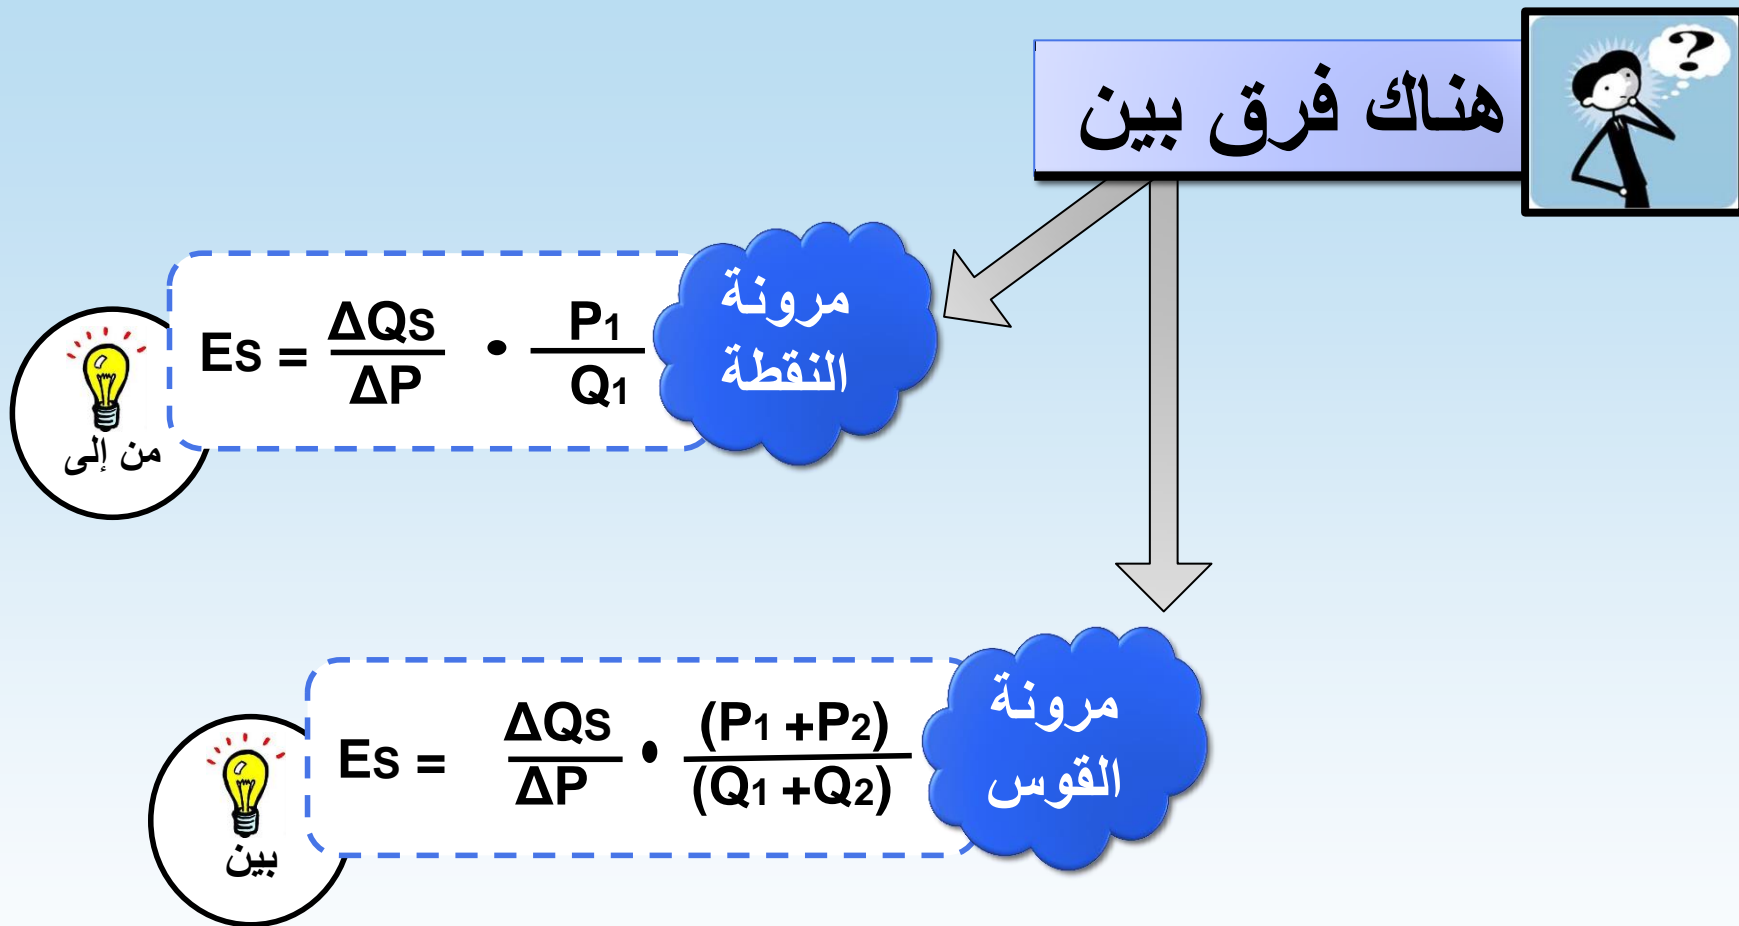 هناك فرق بين
?
مرونة
النقطة
Es = ΔQs / ΔP • P1 / Q1
من إلى
مرونة
القوس
Es = ΔQs / ΔP • (P1 +P2) / (Q1 +Q2)
بين